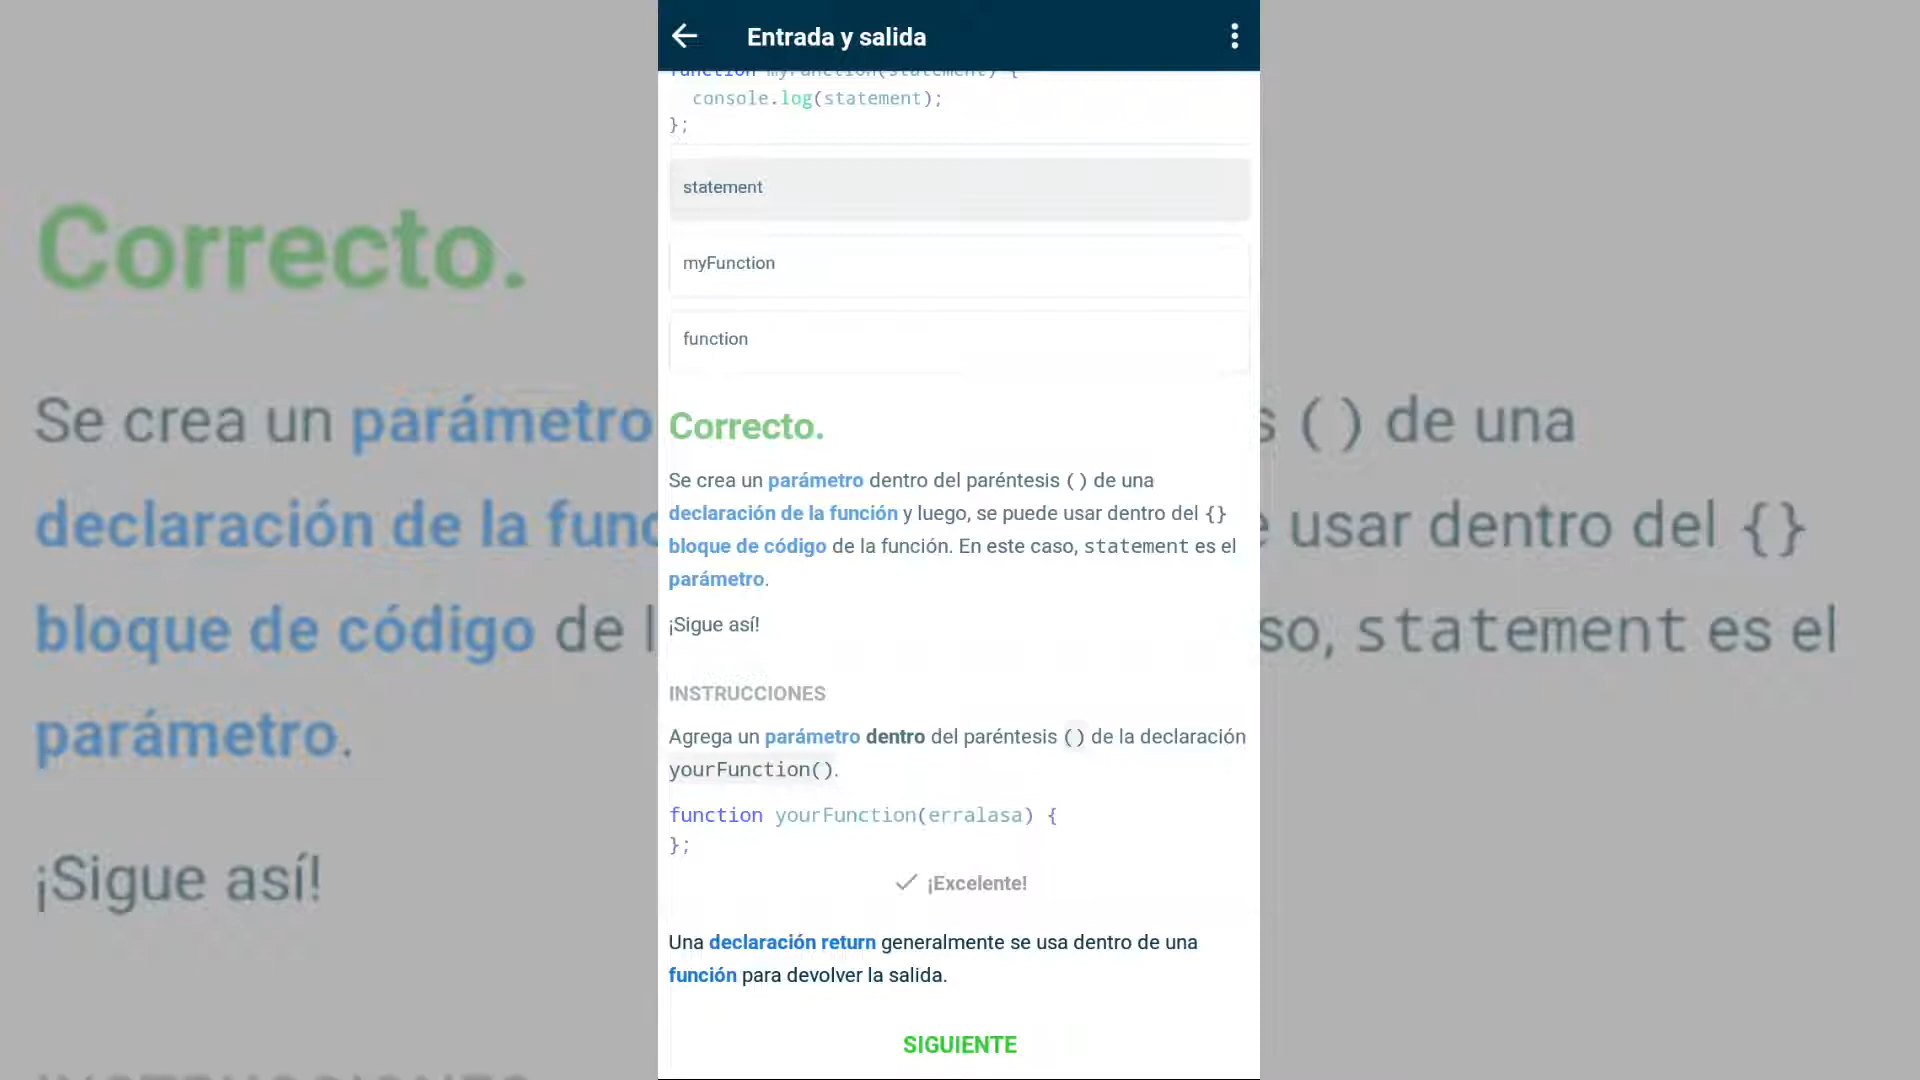 Entrada y salida
function myFunction(statement) {
console.log(statement);
};
statement
myFunction
function
Correcto.
Se crea un parámetro dentro del paréntesis () de una
declaración de la función y luego, se puede usar dentro del {}
bloque de código de la función. En este caso, statement es el
parámetro.
¡Sigue así!
INSTRUCCIONES
Agrega un parámetro dentro del paréntesis () de la declaración
yourFunction().
function yourFunction(erralasa) {
};
¡Excelente!
Una declaración return generalmente se usa dentro de una
función para devolver la salida.
SIGUIENTE
Correcto.
Se crea un parámetro
() de una
declaración de la
usar dentro del {}
bloque de código de
statement es el
parámetro.
¡Sigue así!